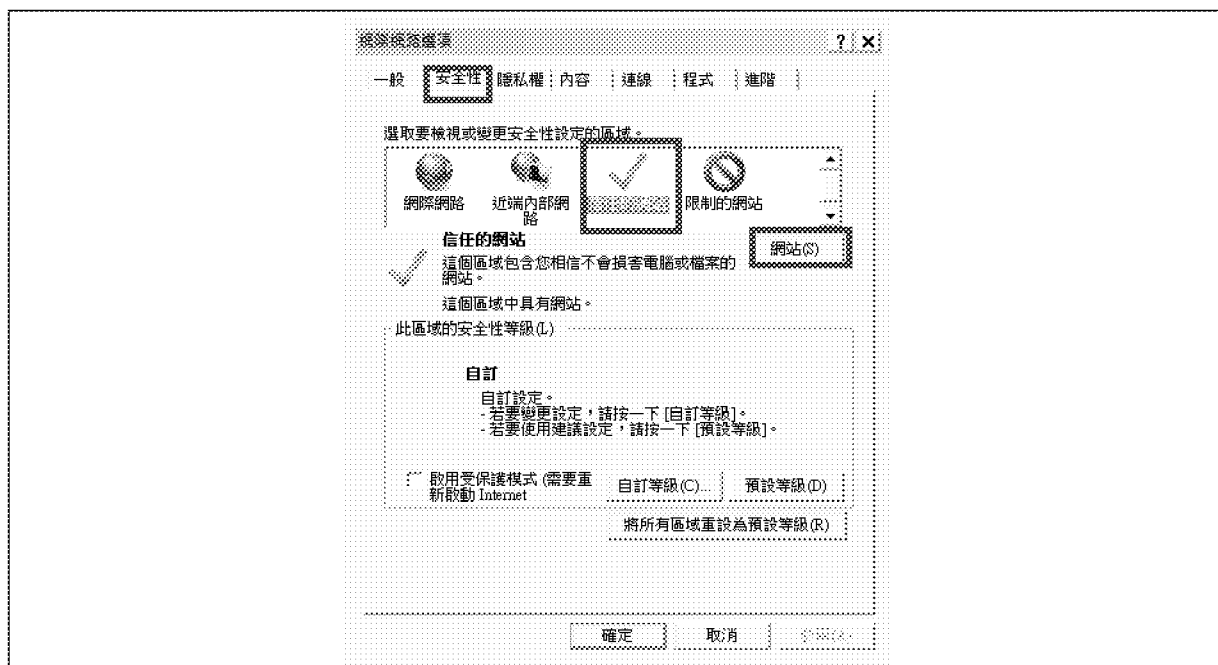 網際網路選項
? ×
一般 安全性 隱私權 內容 連線 程式 進階
選取要檢視或變更安全性設定的區域。
網際網路 近端內部網路 限制的網站
信任的網站
網站(S)
這個區域包含您相信不會損害電腦或檔案的
網站。
這個區域中具有網站。
此區域的安全性等級(L)
自訂
自訂設定。
- 若要變更設定，請按一下 [自訂等級]。
- 若要使用建議設定，請按一下 [預設等級]。
啟用受保護模式 (需要重
新啟動 Internet
自訂等級(C)... 預設等級(D)
將所有區域重設為預設等級(R)
確定 取消